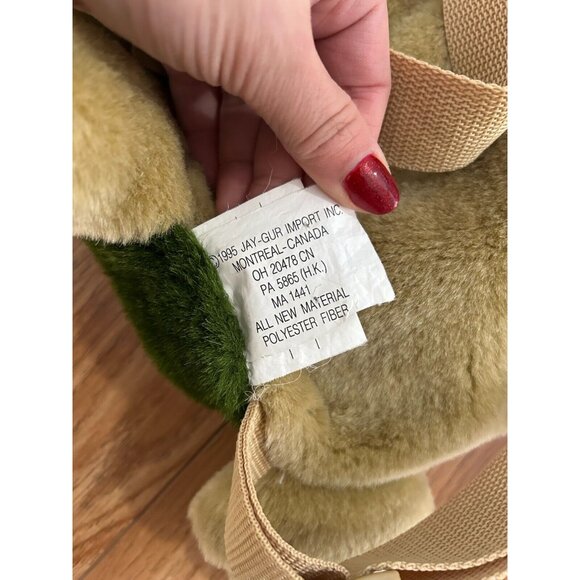 ©1995 JAY-GUR IMPORT INC.
MONTREAL-CANADA
OH 20478 CN
PA 5865 (H.K.)
MA 1441
ALL NEW MATERIAL
POLYESTER FIBER